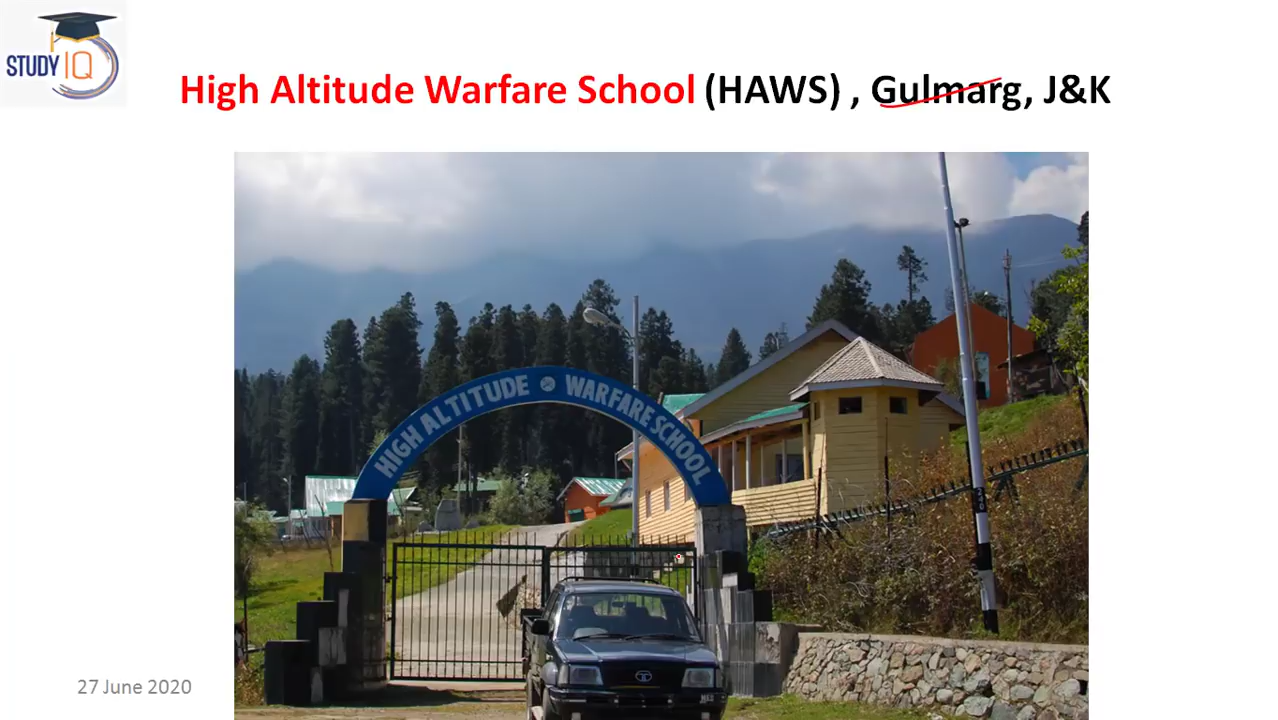 STUDY IQ
High Altitude Warfare School (HAWS) , Gulmarg, J&K
HIGH ALTITUDE WARFARE SCHOOL
27 June 2020